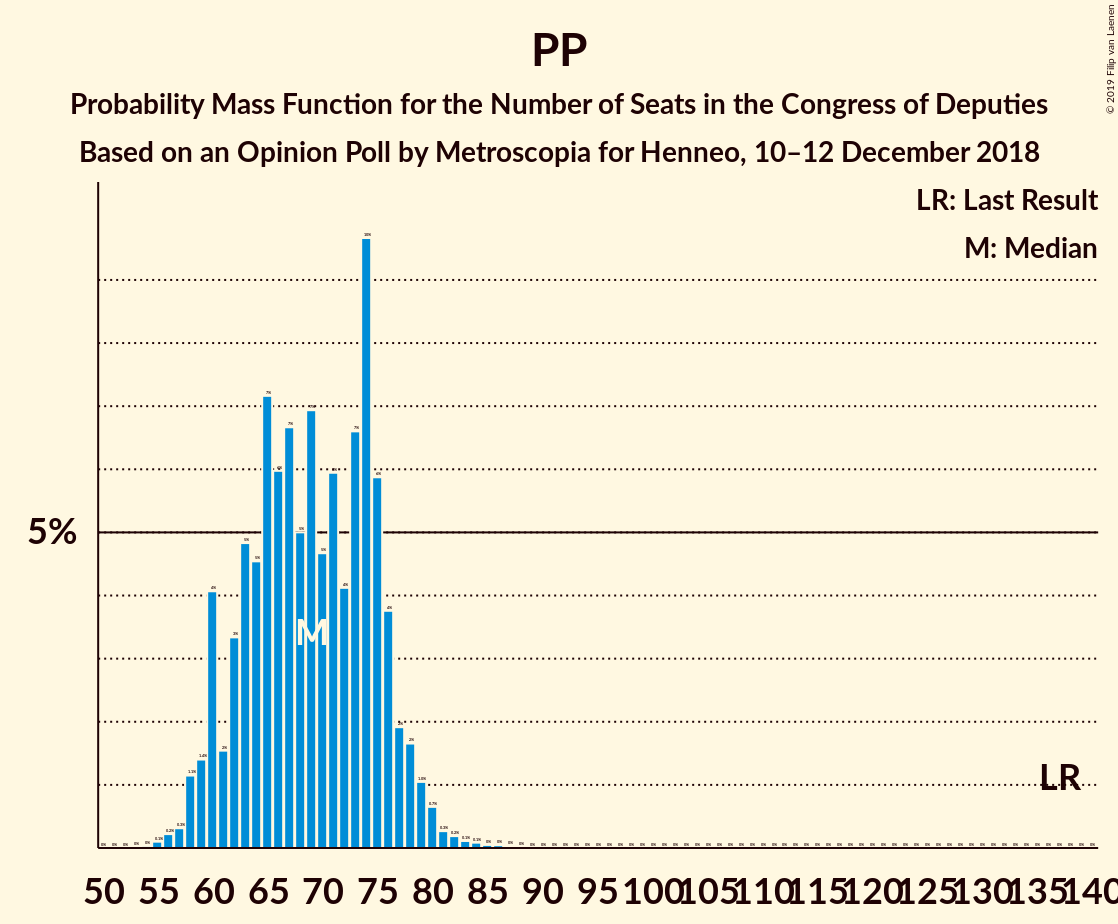 PP
Probability Mass Function for the Number of Seats in the Congress of Deputies
Based on an Opinion Poll by Metroscopia for Henneo, 10–12 December 2018
© 2019 Filip van Laenen
LR: Last Result
M: Median
5%
M
LR
50 55 60 65 70 75 80 85 90 95 100 105 110 115 120 125 130 135 140